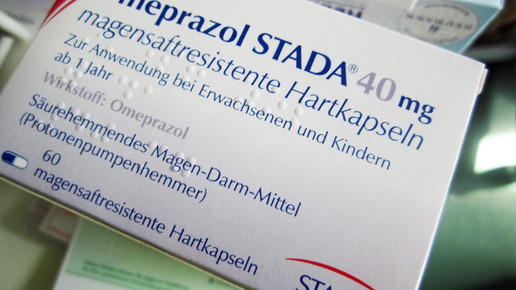 meprazol STADA® 40 mg
magensaftresistente Hartkapseln
Zur Anwendung bei Erwachsenen und Kindern
ab 1 Jahr
Wirkstoff: Omeprazol
Säurehemmendes Magen-Darm-Mittel
(Protonenpumpenhemmer)
60
magensaftresistente Hartkapseln
STA